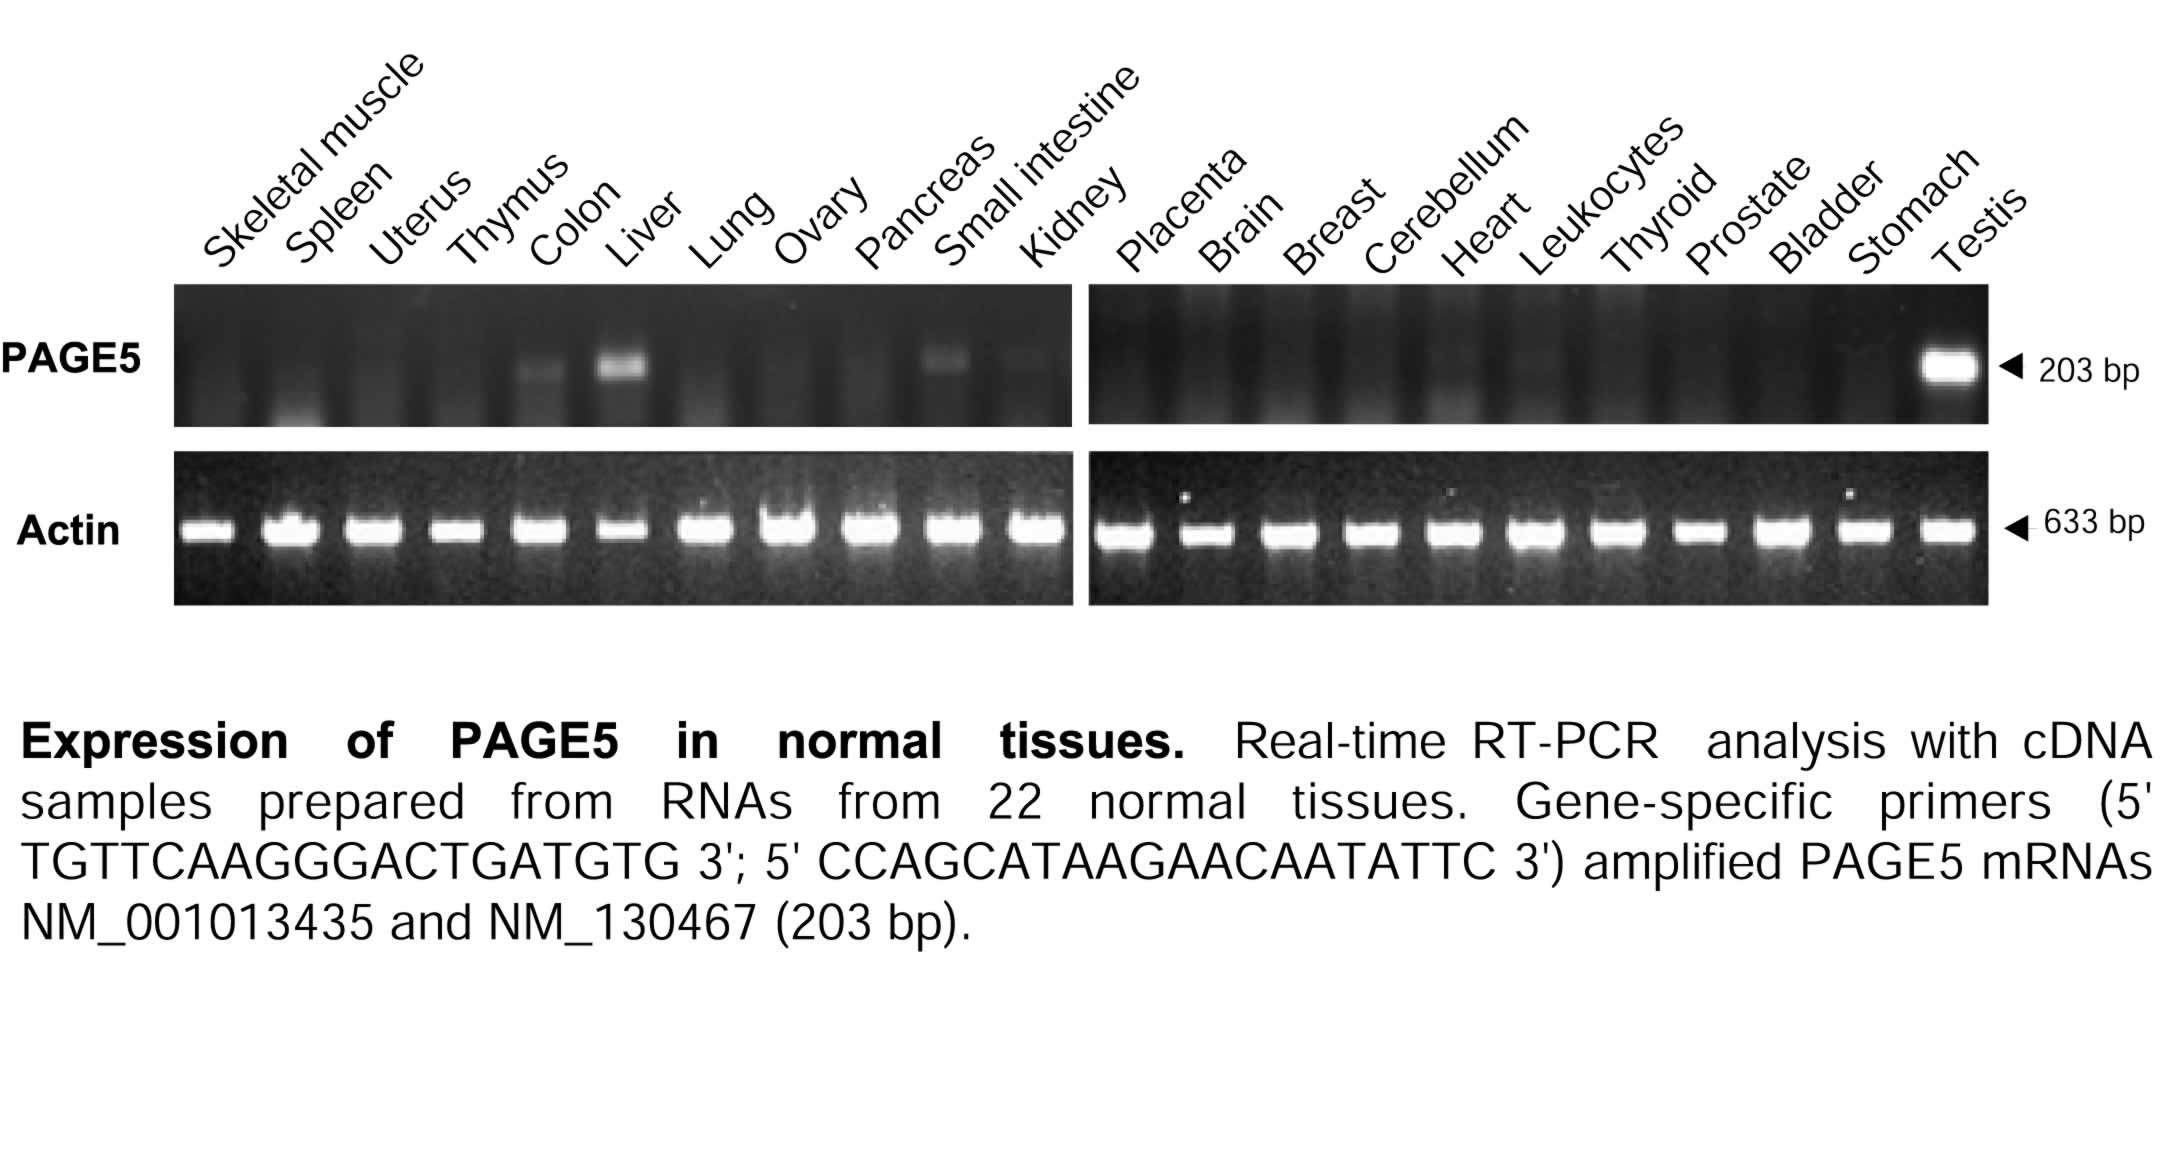 Skeletal muscle
Spleen
Uterus
Thymus
Colon
Liver
Lung
Ovary
Pancreas
Small intestine
Kidney
Placenta
Brain
Breast
Cerebellum
Heart
Leukocytes
Thyroid
Prostate
Bladder
Stomach
Testis
PAGE5
203 bp
Actin
633 bp
Expression of PAGE5 in normal tissues. Real-time RT-PCR analysis with cDNA
samples prepared from RNAs from 22 normal tissues. Gene-specific primers (5'
TGTTCAAGGGACTGATGTG 3'; 5' CCAGCATAAGAACAATATTC 3') amplified PAGE5 mRNAs
NM_001013435 and NM_130467 (203 bp).